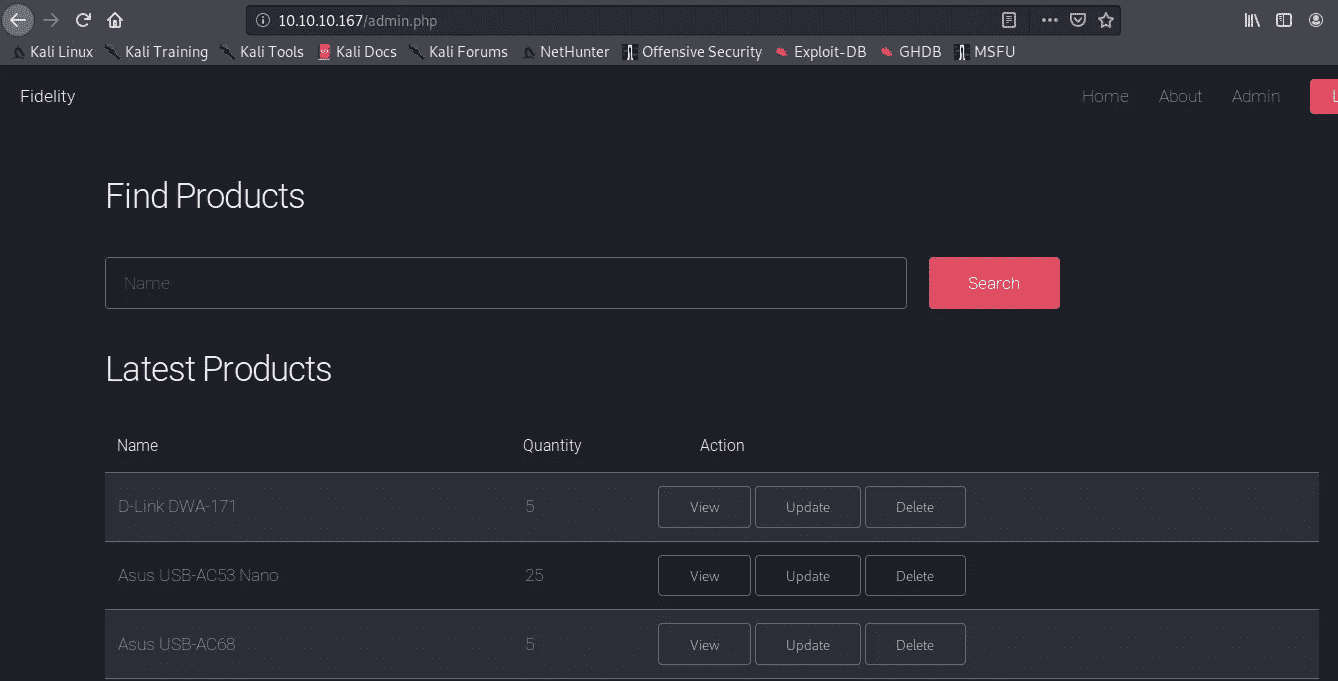 10.10.10.167/admin.php
Kali Linux Kali Training Kali Tools Kali Docs Kali Forums NetHunter Offensive Security Exploit-DB GHDB MSFU
Fidelity Home About Admin L
Find Products
Name Search
Latest Products
Name Quantity Action
D-Link DWA-171 5 View Update Delete
Asus USB-AC53 Nano 25 View Update Delete
Asus USB-AC68 5 View Update Delete